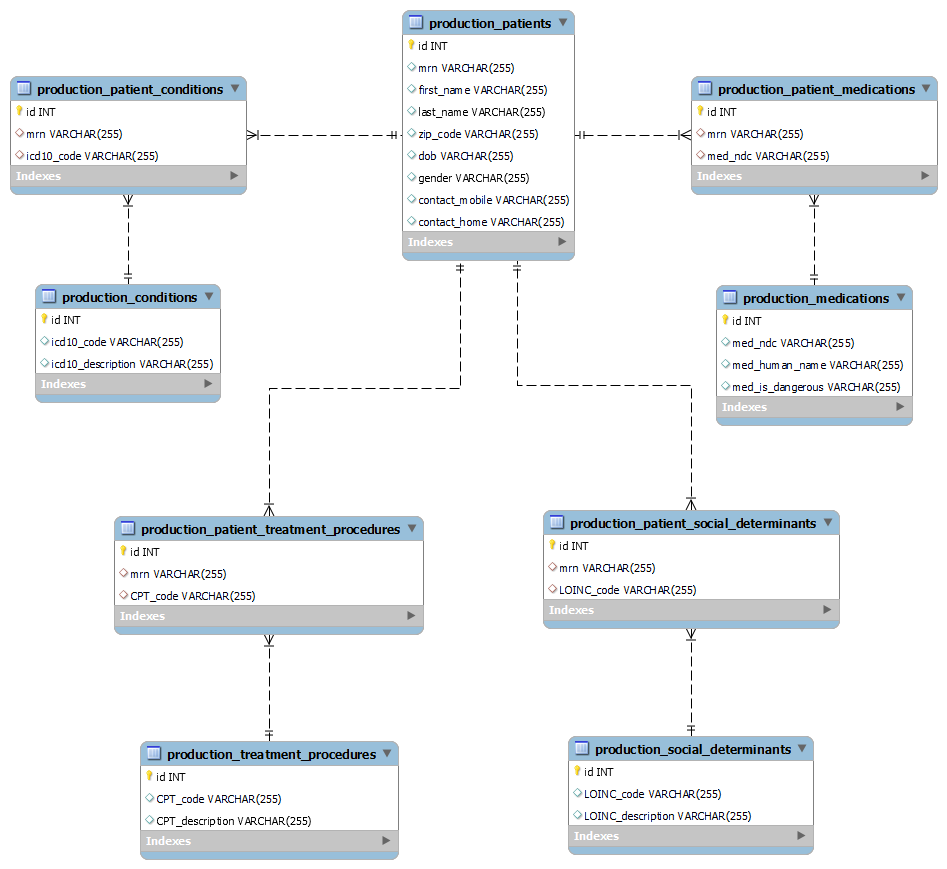 production_patients
id INT
mrn VARCHAR(255)
first_name VARCHAR(255)
last_name VARCHAR(255)
zip_code VARCHAR(255)
dob VARCHAR(255)
gender VARCHAR(255)
contact_mobile VARCHAR(255)
contact_home VARCHAR(255)
Indexes
production_patient_conditions
id INT
mrn VARCHAR(255)
icd10_code VARCHAR(255)
Indexes
production_patient_medications
id INT
mrn VARCHAR(255)
med_ndc VARCHAR(255)
Indexes
production_conditions
id INT
icd10_code VARCHAR(255)
icd10_description VARCHAR(255)
Indexes
production_medications
id INT
med_ndc VARCHAR(255)
med_human_name VARCHAR(255)
med_is_dangerous VARCHAR(255)
Indexes
production_patient_treatment_procedures
id INT
mrn VARCHAR(255)
CPT_code VARCHAR(255)
Indexes
production_patient_social_determinants
id INT
mrn VARCHAR(255)
LOINC_code VARCHAR(255)
Indexes
production_treatment_procedures
id INT
CPT_code VARCHAR(255)
CPT_description VARCHAR(255)
Indexes
production_social_determinants
id INT
LOINC_code VARCHAR(255)
LOINC_description VARCHAR(255)
Indexes